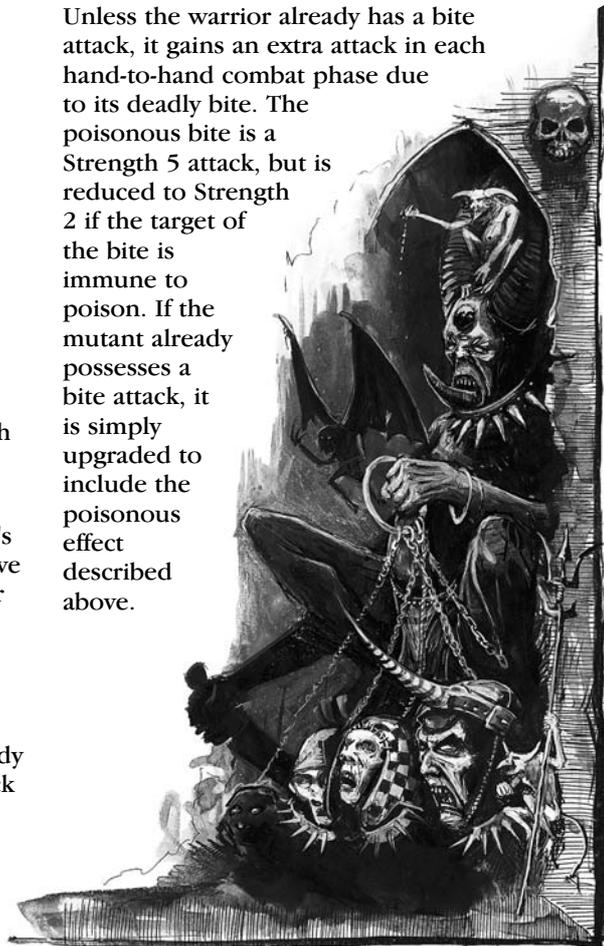 Unless the warrior already has a bite
attack, it gains an extra attack in each
hand-to-hand combat phase due
to its deadly bite. The
poisonous bite is a
Strength 5 attack, but is
reduced to Strength
2 if the target of
the bite is
immune to
poison. If the
mutant already
possesses a
bite attack, it
is simply
upgraded to
include the
poisonous
effect
described
above.